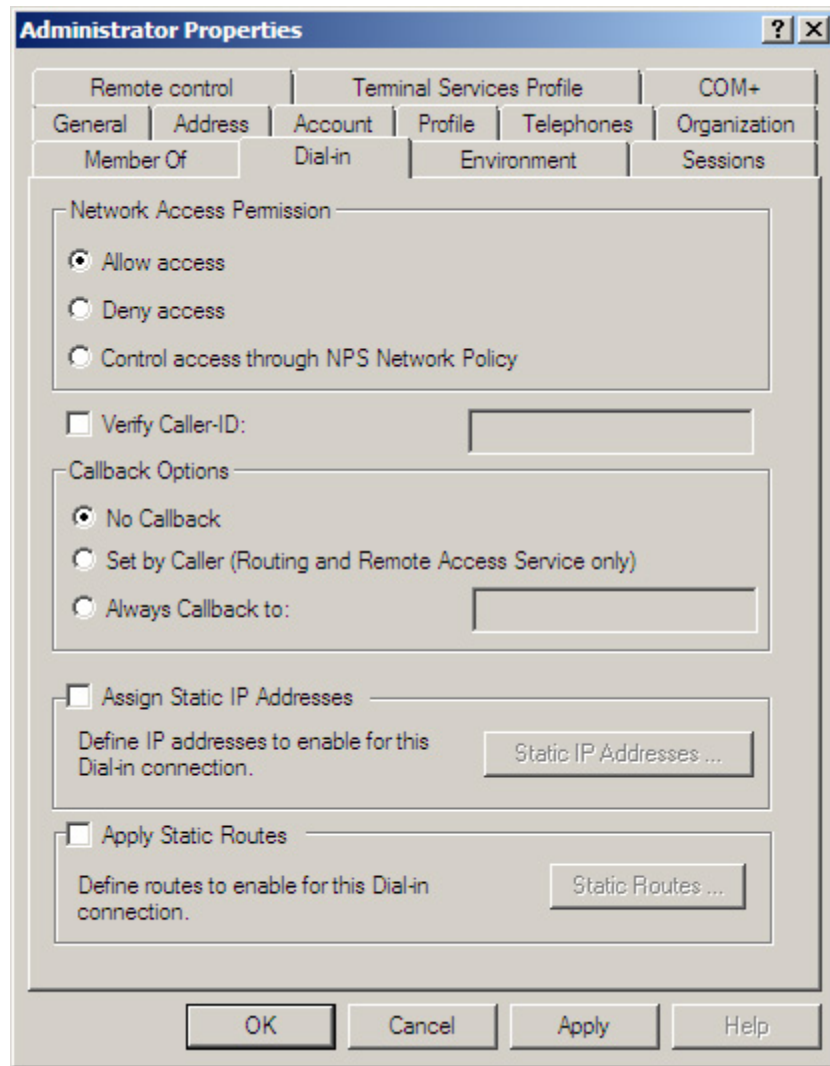 Administrator Properties
Remote control Terminal Services Profile COM+
General Address Account Profile Telephones Organization
Member Of Dial-in Environment Sessions
Network Access Permission
Allow access
Deny access
Control access through NPS Network Policy
Verify Caller-ID:
Callback Options
No Callback
Set by Caller (Routing and Remote Access Service only)
Always Callback to:
Assign Static IP Addresses
Define IP addresses to enable for this
Dial-in connection.
Static IP Addresses ...
Apply Static Routes
Define routes to enable for this Dial-in
connection.
Static Routes ...
OK Cancel Apply Help